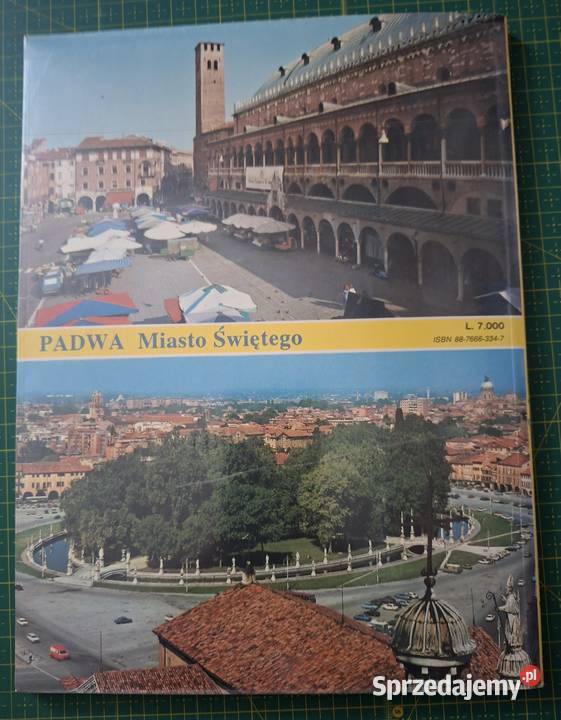 L. 7.000
PADWA Miasto Świętego
ISBN 88-7666-334-7
Sprzedajemy.pl